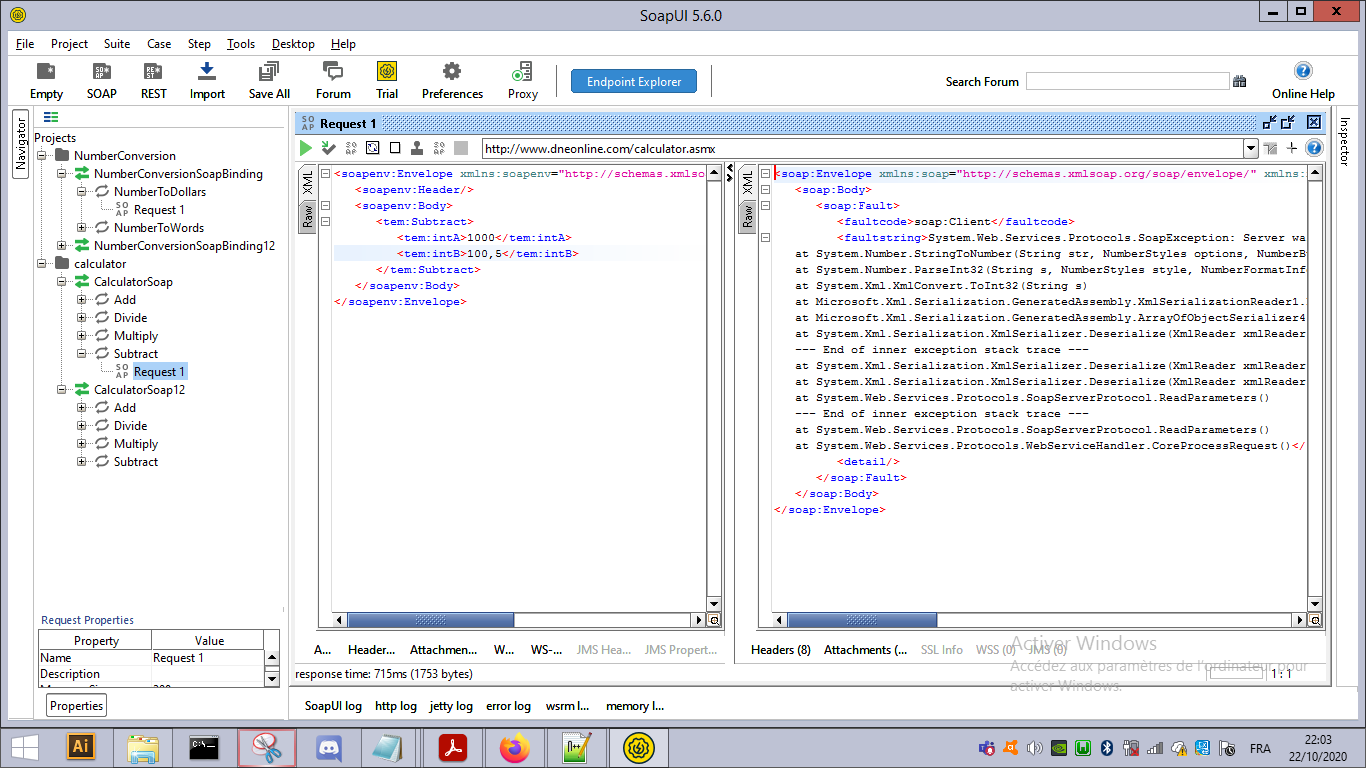 SoapUI 5.6.0
File Project Suite Case Step Tools Desktop Help
Empty SOAP REST Import Save All Forum Trial Preferences Proxy Endpoint Explorer Search Forum Online Help
Navigator
Projects
NumberConversion
NumberConversionSoapBinding
NumberToDollars
Request 1
NumberToWords
NumberConversionSoapBinding12
calculator
CalculatorSoap
Add
Divide
Multiply
Subtract
Request 1
CalculatorSoap12
Add
Divide
Multiply
Subtract
Request Properties
Property Value
Name Request 1
Description
Properties
Request 1
http://www.dneonline.com/calculator.asmx
XML
Raw
<soapenv:Envelope xmlns:soapenv="http://schemas.xmlso
<soapenv:Header/>
<soapenv:Body>
<tem:Subtract>
<tem:intA>1000</tem:intA>
<tem:intB>100,5</tem:intB>
</tem:Subtract>
</soapenv:Body>
</soapenv:Envelope>
A... Header... Attachmen... W... WS-... JMS Hea... JMS Propert...
XML
Raw
<soap:Envelope xmlns:soap="http://schemas.xmlsoap.org/soap/envelope/" xmlns:
<soap:Body>
<soap:Fault>
<faultcode>soap:Client</faultcode>
<faultstring>System.Web.Services.Protocols.SoapException: Server wa
at System.Number.StringToNumber(String str, NumberStyles options, NumberB
at System.Number.ParseInt32(String s, NumberStyles style, NumberFormatInf
at System.Xml.XmlConvert.ToInt32(String s)
at Microsoft.Xml.Serialization.GeneratedAssembly.XmlSerializationReader1.
at Microsoft.Xml.Serialization.GeneratedAssembly.ArrayOfObjectSerializer4
at System.Xml.Serialization.XmlSerializer.Deserialize(XmlReader xmlReader
--- End of inner exception stack trace ---
at System.Xml.Serialization.XmlSerializer.Deserialize(XmlReader xmlReader
at System.Xml.Serialization.XmlSerializer.Deserialize(XmlReader xmlReader
at System.Web.Services.Protocols.SoapServerProtocol.ReadParameters()
--- End of inner exception stack trace ---
at System.Web.Services.Protocols.SoapServerProtocol.ReadParameters()
at System.Web.Services.Protocols.WebServiceHandler.CoreProcessRequest()</
<detail/>
</soap:Fault>
</soap:Body>
</soap:Envelope>
Headers (8) Attachments (... SSL Info WSS (0) JMS (0)
Inspector
response time: 715ms (1753 bytes)
1 : 1
Activer Windows
Accédez aux paramètres de l'ordinateur pour
activer Windows.
SoapUI log http log jetty log error log wsrm l... memory l...
Ai
FRA
22:03
22/10/2020